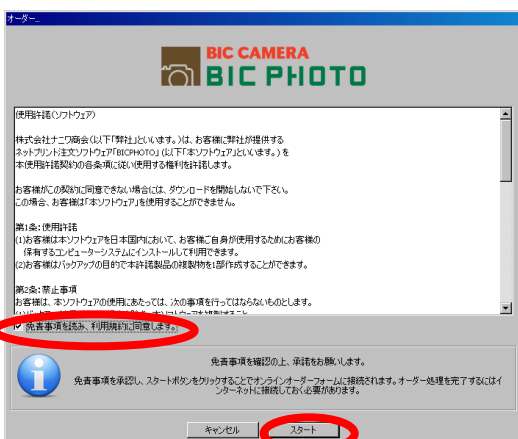 オーダー_
BIC CAMERA
BIC PHOTO
使用許諾(ソフトウェア)
株式会社ナニワ商会(以下「弊社」といいます。)は、お客様に弊社が提供する
ネットプリント注文ソフトウェア「BICPHOTO」(以下「本ソフトウェア」といいます。)を
本使用許諾契約の各条項に従い使用する権利を許諾します。
お客様がこの契約に同意できない場合には、ダウンロードを開始しないで下さい。
この場合、お客様は「本ソフトウェア」を使用することができません。
第1条:使用許諾
(1)お客様は本ソフトウェアを日本国内において、お客様ご自身が使用するためにお客様の
保有するコンピューターシステムにインストールして利用できます。
(2)お客様はバックアップの目的で本許諾製品の複製物を1部作成することができます。
第2条:禁止事項
お客様は、本ソフトウェアの使用にあたっては、次の事項を行ってはならないものとします。
免責事項を読み、利用規約に同意します。
免責事項を確認の上、承諾をお願いします。
免責事項を承認し、スタートボタンをクリックすることでオンラインオーダーフォームに接続されます。オーダー処理を完了するにはイ
ンターネットに接続しておく必要があります。
キャンセル
スタート